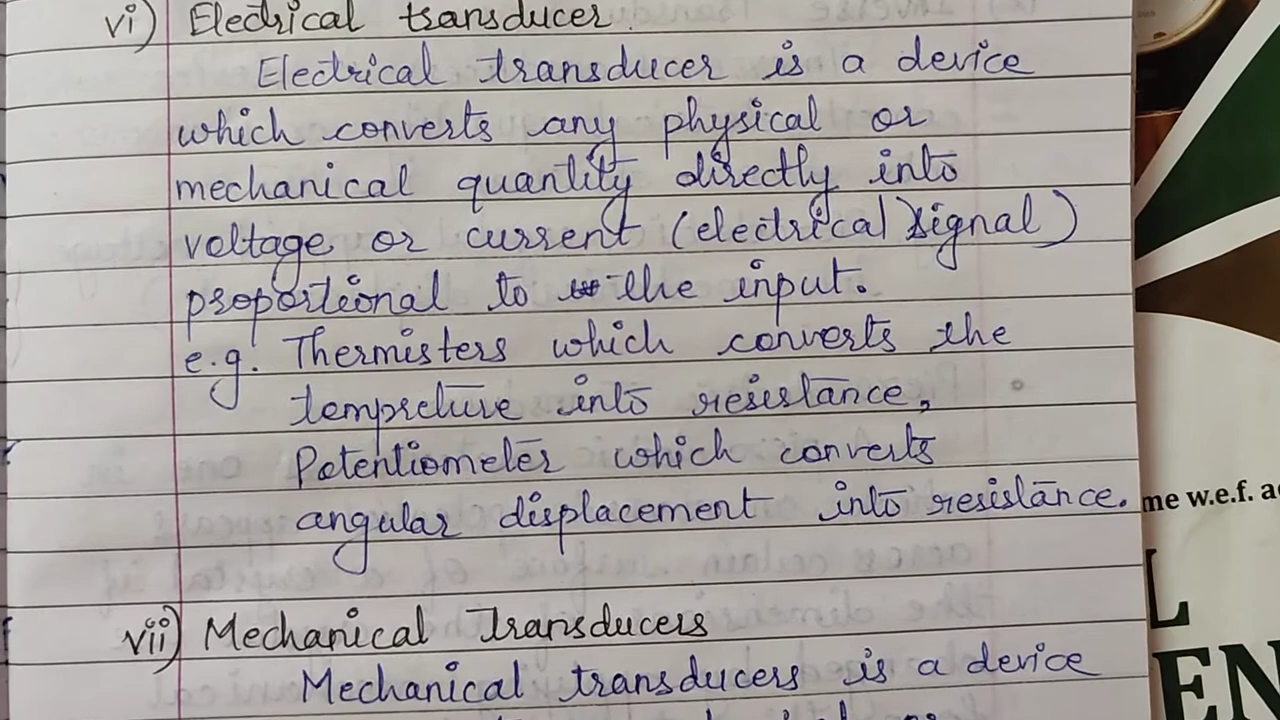 vi) Electrical transducer.
Electrical transducer is a device
which converts any physical or
mechanical quantity directly into
voltage or current (electrical signal)
proportional to the input.
e.g. Thermisters which converts the
tempreture into resistance,
Potentiometer which converts
angular displacement into resistance.
vii) Mechanical Transducers
Mechanical transducers is a device
me w.e.f. a
L
EN